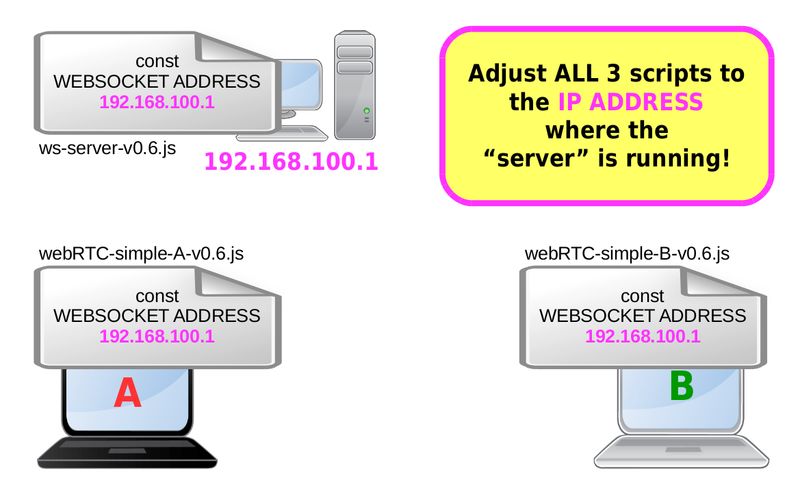 const
WEBSOCKET ADDRESS
192.168.100.1
ws-server-v0.6.js
192.168.100.1
Adjust ALL 3 scripts to
the IP ADDRESS
where the
“server” is running!
webRTC-simple-A-v0.6.js
const
WEBSOCKET ADDRESS
192.168.100.1
A
webRTC-simple-B-v0.6.js
const
WEBSOCKET ADDRESS
192.168.100.1
B